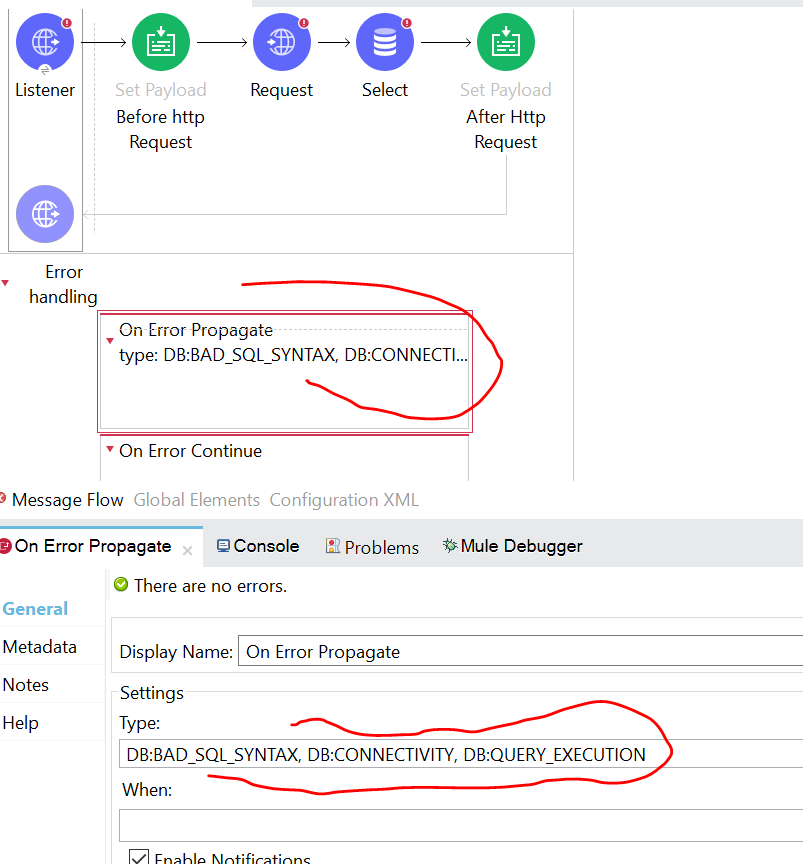 Listener
Set Payload
Before http
Request
Request
Select
Set Payload
After Http
Request
Error
handling
On Error Propagate
type: DB:BAD_SQL_SYNTAX, DB:CONNECTI...
On Error Continue
Message Flow Global Elements Configuration XML
On Error Propagate Console Problems Mule Debugger
There are no errors.
General
Metadata
Notes
Help
Display Name: On Error Propagate
Settings
Type:
DB:BAD_SQL_SYNTAX, DB:CONNECTIVITY, DB:QUERY_EXECUTION
When:
Enable Notifications